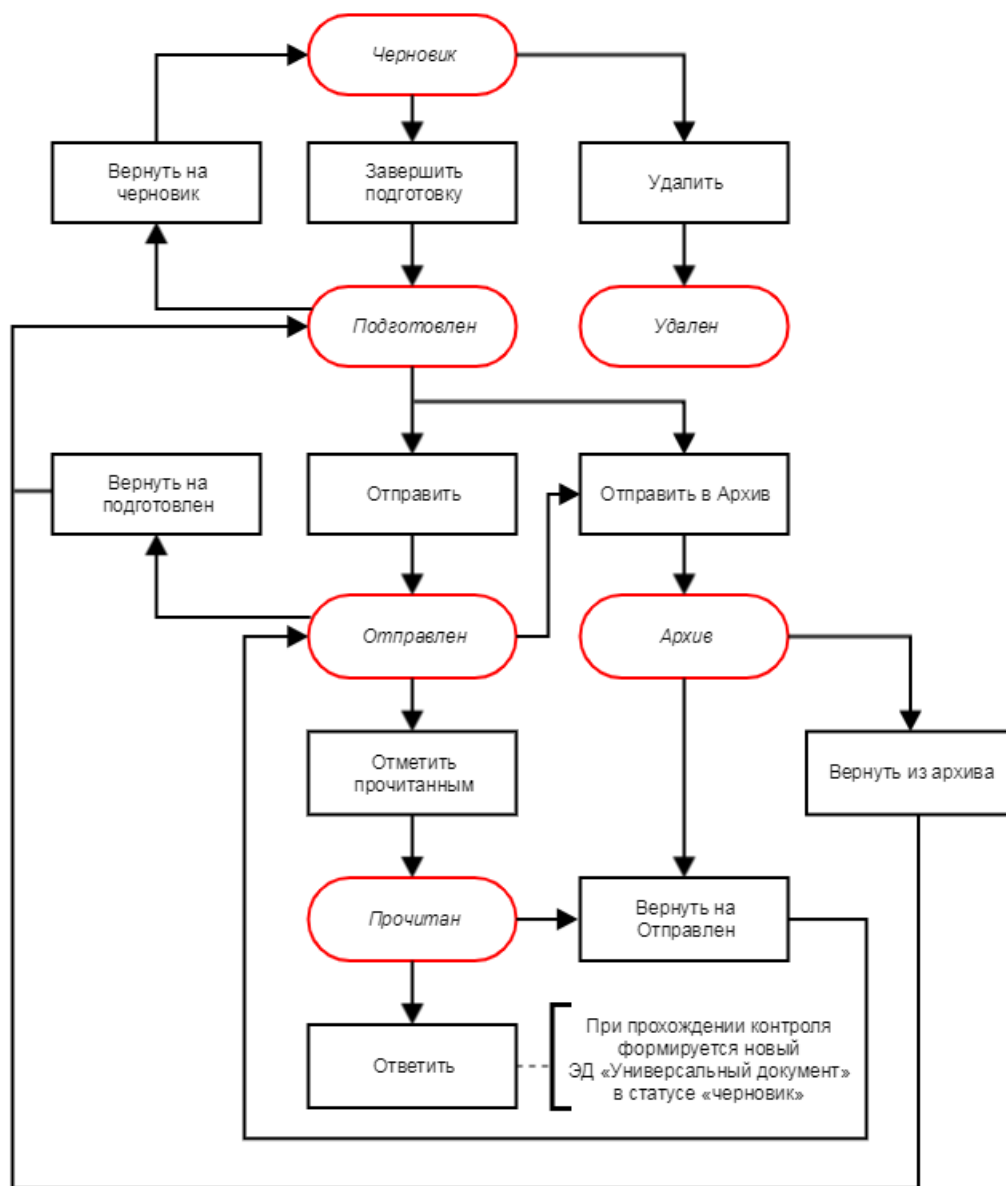 Черновик
Вернуть на
черновик
Завершить
подготовку
Удалить
Подготовлен
Удален
Вернуть на
подготовлен
Отправить
Отправить в Архив
Отправлен
Архив
Отметить
прочитанным
Вернуть из архива
Прочитан
Вернуть на
Отправлен
Ответить
При прохождении контроля
формируется новый
ЭД «Универсальный документ»
в статусе «черновик»